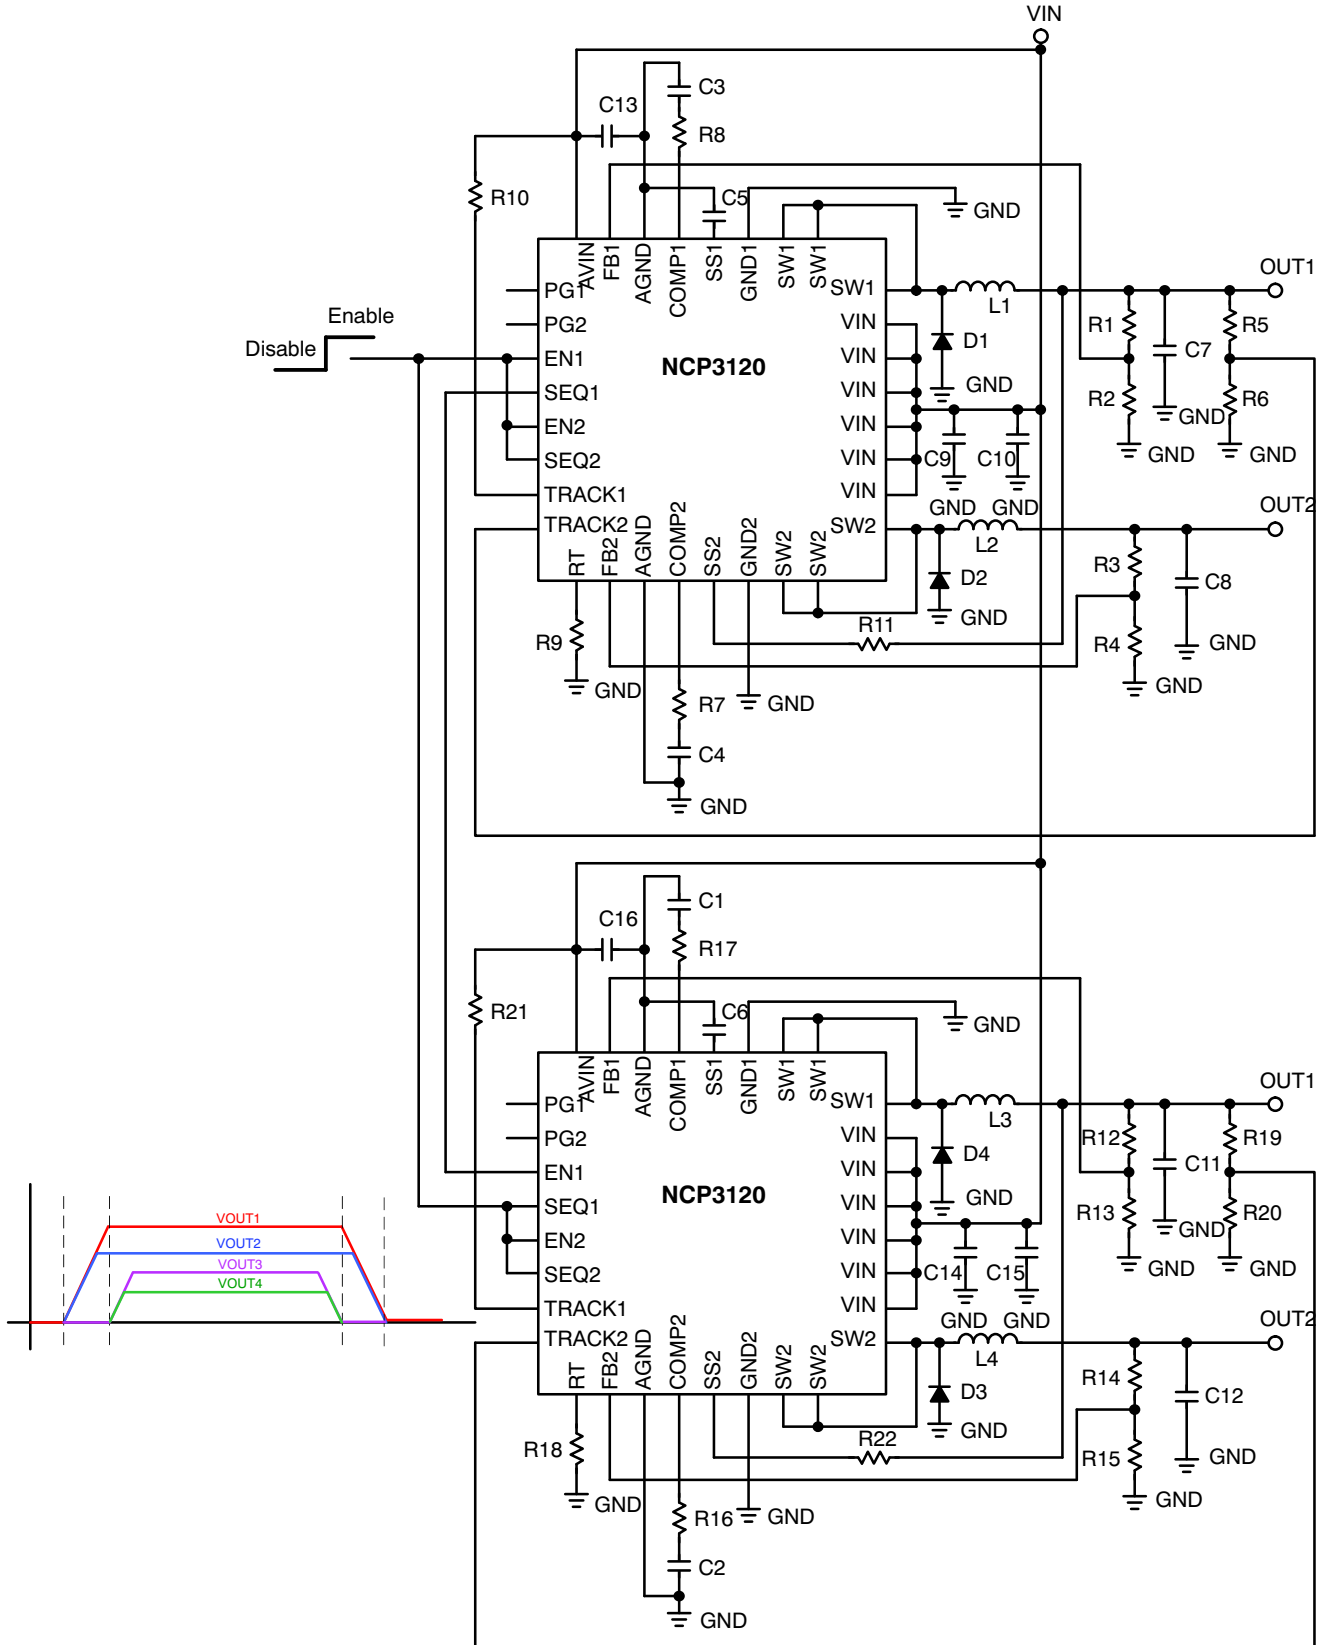 VIN
C3
C13
R8
R10
C5
GND
AVIN
FB1
AGND
COMP1
SS1
GND1
SW1
SW1
OUT1
PG1
SW1
L1
Enable
Disable
PG2
VIN
R1
R5
D1
C7
EN1
NCP3120
VIN
GND
SEQ1
VIN
R2
GND
R6
EN2
VIN
GND
GND
SEQ2
VIN
C9
C10
TRACK1
VIN
GND
GND
OUT2
TRACK2
SW2
L2
RT
FB2
AGND
COMP2
SS2
GND2
SW2
SW2
R3
D2
C8
GND
R9
R11
R4
GND
GND
GND
R7
GND
C4
GND
C1
C16
R17
R21
C6
GND
AVIN
FB1
AGND
COMP1
SS1
GND1
SW1
SW1
OUT1
PG1
SW1
L3
PG2
VIN
R12
R19
D4
C11
EN1
NCP3120
VIN
GND
SEQ1
VIN
R13
GND
R20
EN2
VIN
GND
GND
SEQ2
VIN
C14
C15
TRACK1
VIN
GND
GND
OUT2
TRACK2
SW2
L4
VOUT1
VOUT2
VOUT3
VOUT4
RT
FB2
AGND
COMP2
SS2
GND2
SW2
SW2
R14
D3
C12
GND
R18
R22
R15
GND
GND
GND
R16
GND
C2
GND